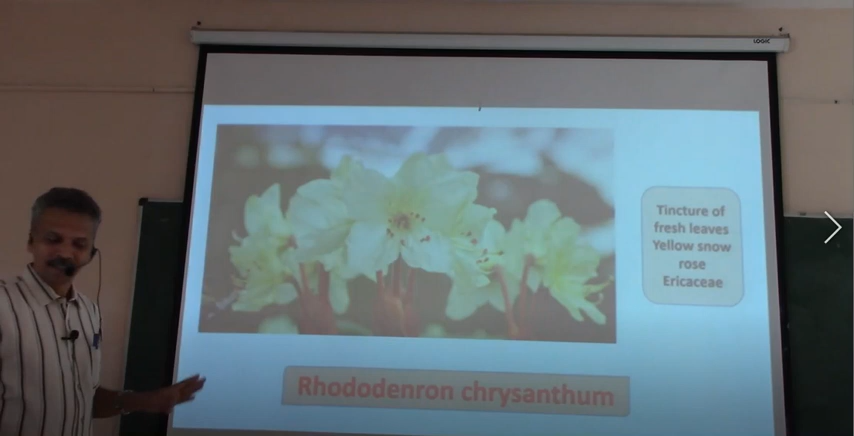 LOGIC
Tincture of
fresh leaves
Yellow snow
rose
Ericaceae
Rhododenron chrysanthum